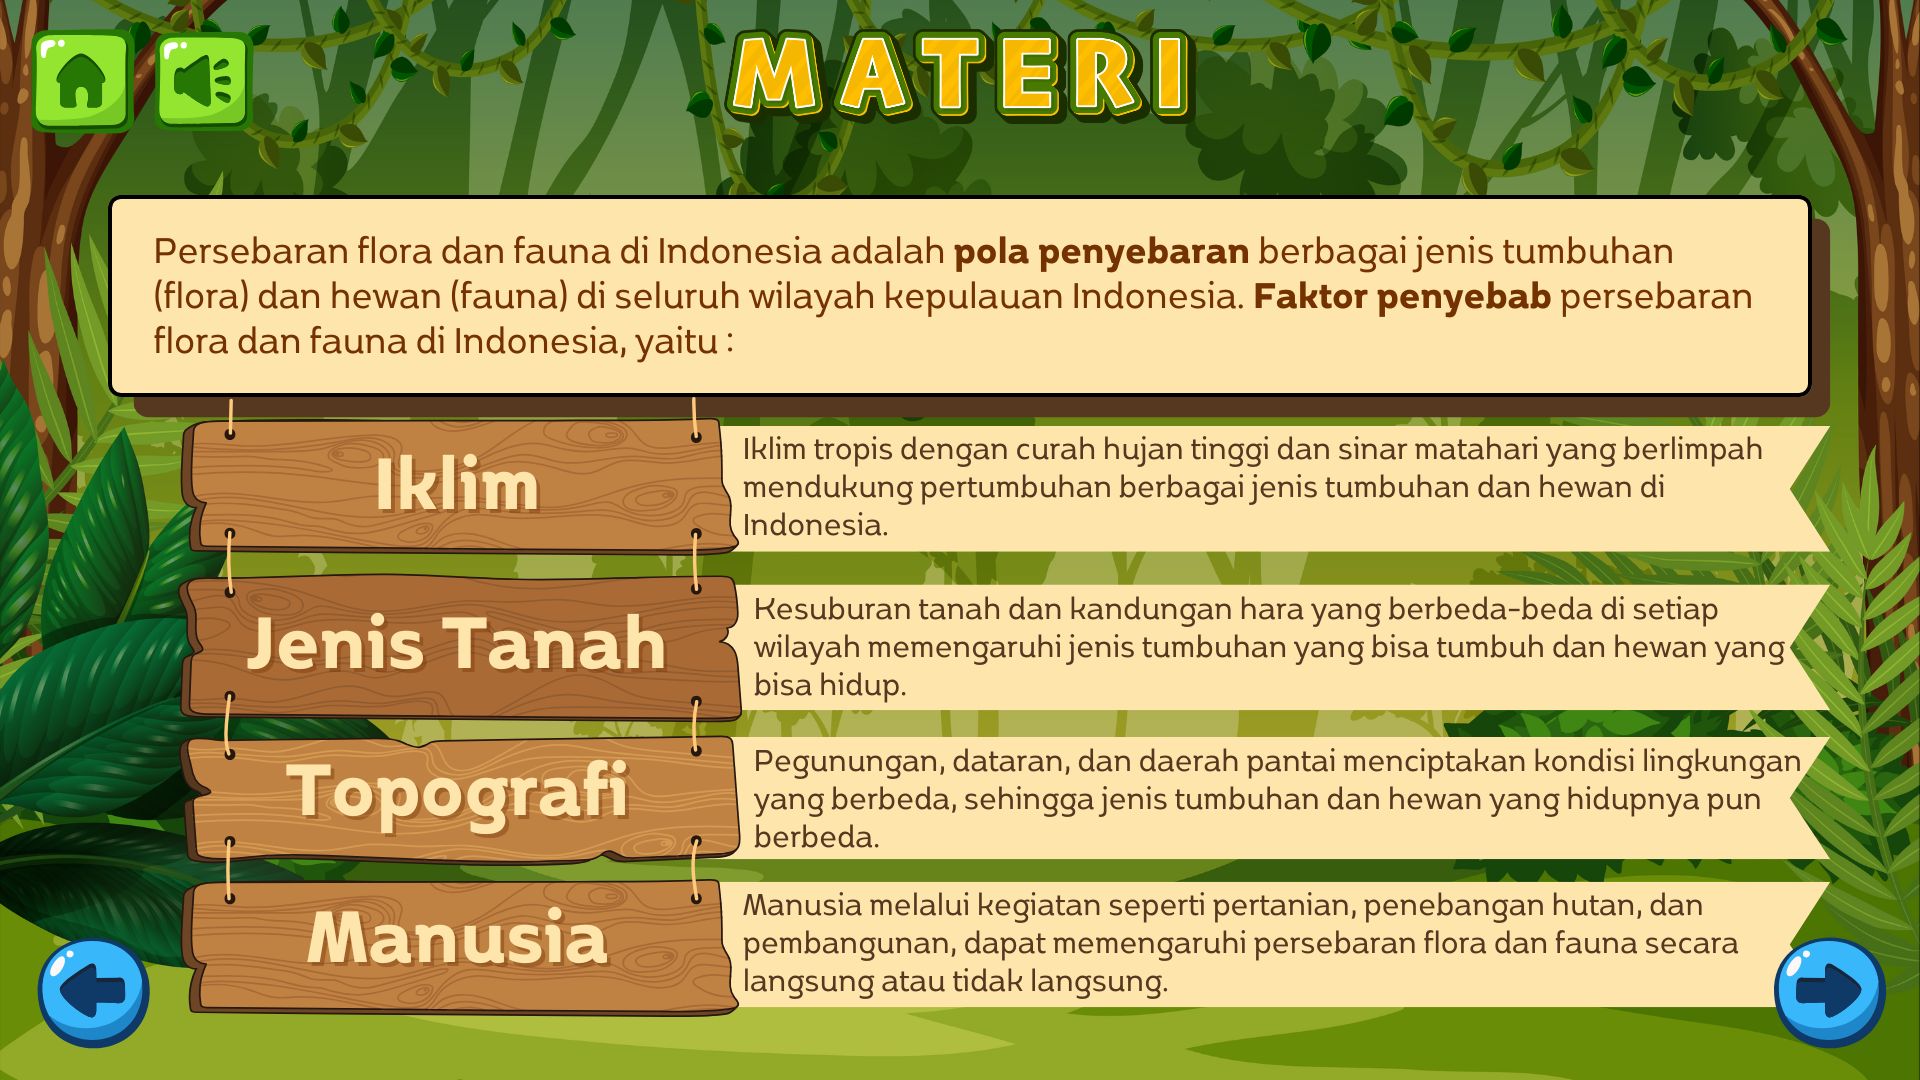 MATERI
Persebaran flora dan fauna di Indonesia adalah pola penyebaran berbagai jenis tumbuhan
(flora) dan hewan (fauna) di seluruh wilayah kepulauan Indonesia. Faktor penyebab persebaran
flora dan fauna di Indonesia, yaitu :
Iklim
Iklim tropis dengan curah hujan tinggi dan sinar matahari yang berlimpah
mendukung pertumbuhan berbagai jenis tumbuhan dan hewan di
Indonesia.
Jenis Tanah
Kesuburan tanah dan kandungan hara yang berbeda-beda di setiap
wilayah memengaruhi jenis tumbuhan yang bisa tumbuh dan hewan yang
bisa hidup.
Topografi
Pegunungan, dataran, dan daerah pantai menciptakan kondisi lingkungan
yang berbeda, sehingga jenis tumbuhan dan hewan yang hidupnya pun
berbeda.
Manusia
Manusia melalui kegiatan seperti pertanian, penebangan hutan, dan
pembangunan, dapat memengaruhi persebaran flora dan fauna secara
langsung atau tidak langsung.